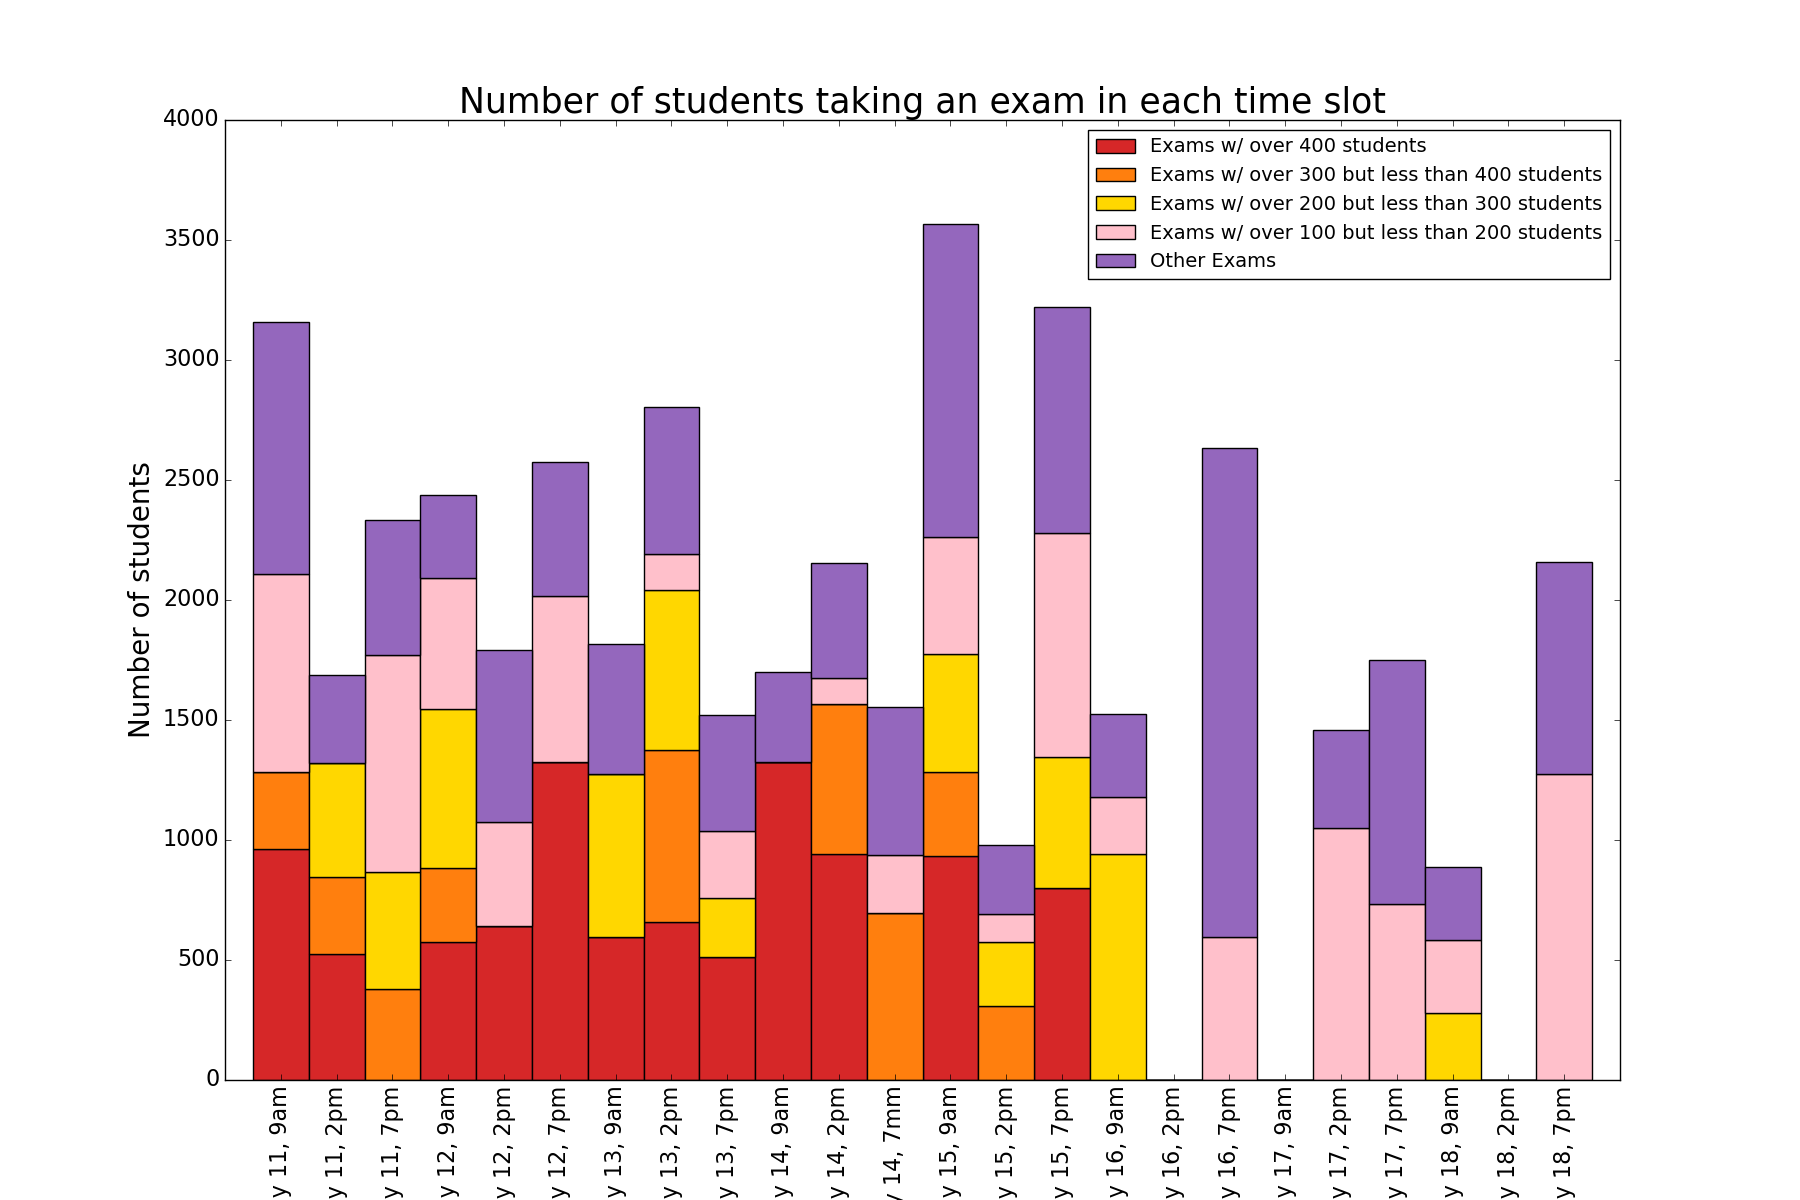 Number of students taking an exam in each time slot
Number of students
4000
3500
3000
2500
2000
1500
1000
500
0
Exams w/ over 400 students
Exams w/ over 300 but less than 400 students
Exams w/ over 200 but less than 300 students
Exams w/ over 100 but less than 200 students
Other Exams
y 11, 9am
y 11, 2pm
y 11, 7pm
y 12, 9am
y 12, 2pm
y 12, 7pm
y 13, 9am
y 13, 2pm
y 13, 7pm
y 14, 9am
y 14, 2pm
y 14, 7mm
y 15, 9am
y 15, 2pm
y 15, 7pm
y 16, 9am
y 16, 2pm
y 16, 7pm
y 17, 9am
y 17, 2pm
y 17, 7pm
y 18, 9am
y 18, 2pm
y 18, 7pm